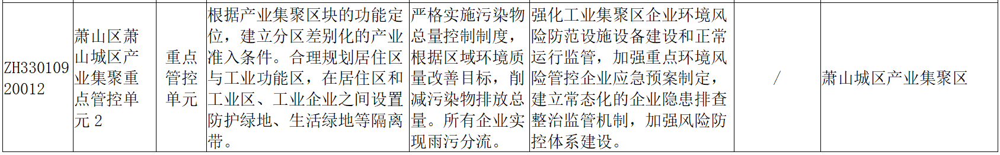 ZH330109
20012
萧山区萧
山城区产
业集聚重
点管控单
元2
重点
管控
单元
根据产业集聚区块的功能定
位，建立分区差别化的产业
准入条件。合理规划居住区
与工业功能区，在居住区和
工业区、工业企业之间设置
防护绿地、生活绿地等隔离
带。
严格实施污染物
总量控制制度，
根据区域环境质
量改善目标，削
减污染物排放总
量。所有企业实
现雨污分流。
强化工业集聚区企业环境风
险防范设施设备建设和正常
运行监管，加强重点环境风
险管控企业应急预案制定，
建立常态化的企业隐患排查
整治监管机制，加强风险防
控体系建设。
/
萧山城区产业集聚区